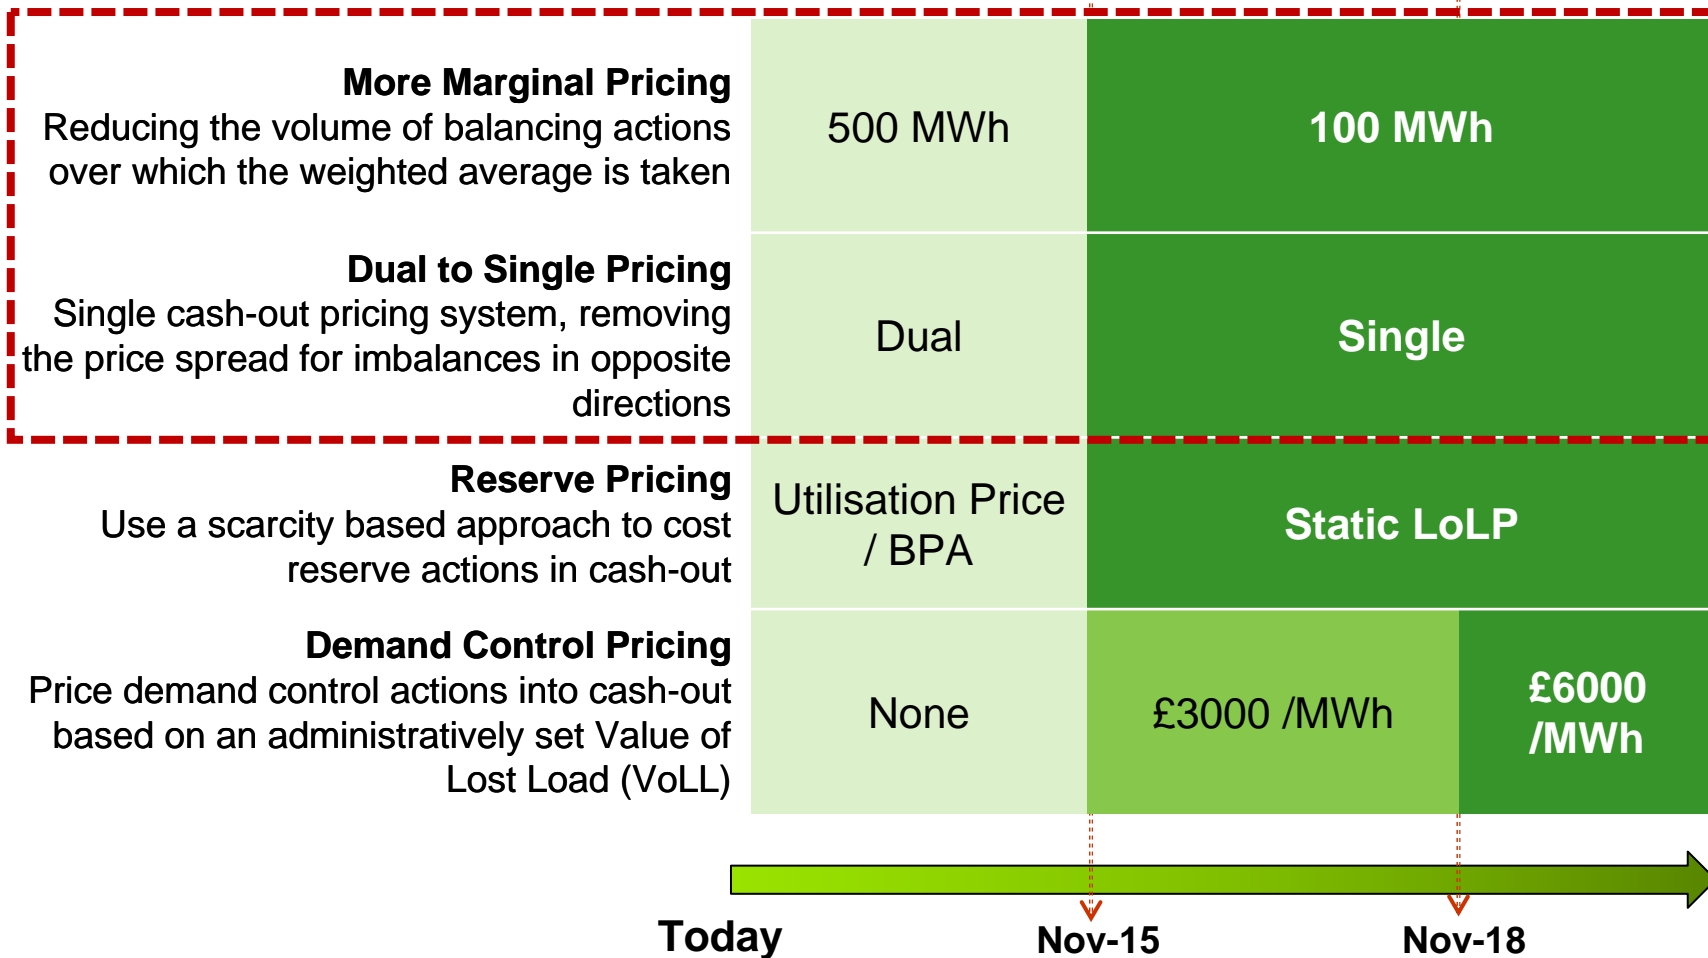 More Marginal Pricing
Reducing the volume of balancing actions
over which the weighted average is taken
500 MWh
100 MWh
Dual to Single Pricing
Single cash-out pricing system, removing
the price spread for imbalances in opposite
directions
Dual
Single
Reserve Pricing
Use a scarcity based approach to cost
reserve actions in cash-out
Utilisation Price
/ BPA
Static LoLP
Demand Control Pricing
Price demand control actions into cash-out
based on an administratively set Value of
Lost Load (VoLL)
None
£3000 /MWh
£6000
/MWh
Today
Nov-15
Nov-18